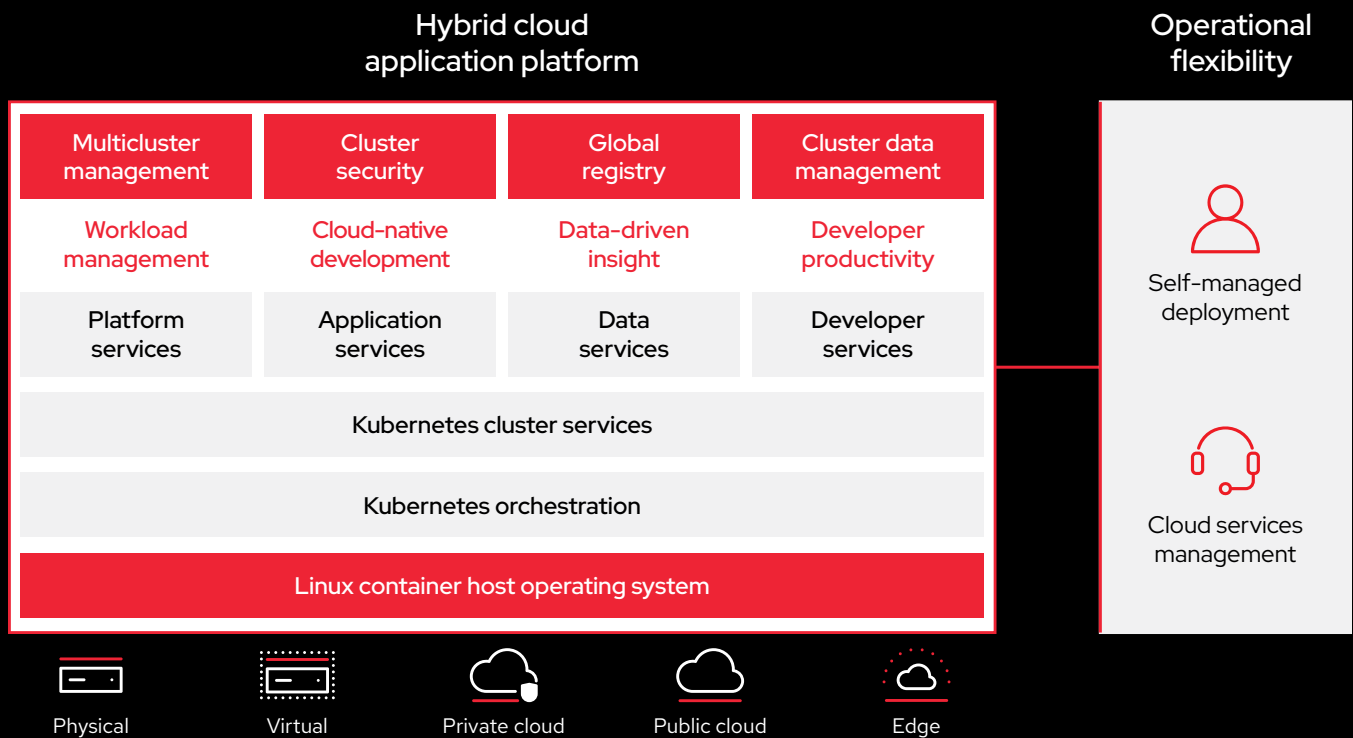 Hybrid cloud
application platform
Operational
flexibility
Multicluster
management
Cluster
security
Global
registry
Cluster data
management
Workload
management
Cloud-native
development
Data-driven
insight
Developer
productivity
Platform
services
Application
services
Data
services
Developer
services
Kubernetes cluster services
Kubernetes orchestration
Linux container host operating system
Self-managed
deployment
Cloud services
management
Physical
Virtual
Private cloud
Public cloud
Edge